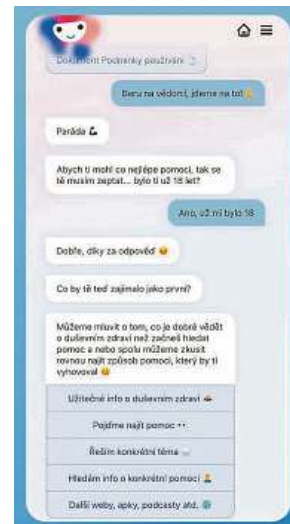 Dokument Podmínky používání
Beru na vědomí, jdeme na to!
Paráda 💪
Abych ti mohl co nejlépe pomoci, tak se
tě musím zeptat... bylo ti už 18 let?
Ano, už mi bylo 18
Dobře, díky za odpověď
Co by tě teď zajímalo jako první?
Můžeme mluvit o tom, co je dobré vědět
o duševním zdraví než začneš hledat
pomoc a nebo spolu můžeme zkusit
rovnou najít způsob pomoci, který by ti
vyhovoval
Užitečné info o duševním zdraví
Pojďme najít pomoc 👀
Řeším konkrétní téma
Hledám info o konkrétní pomoci
Další weby, apky, podcasty atd.